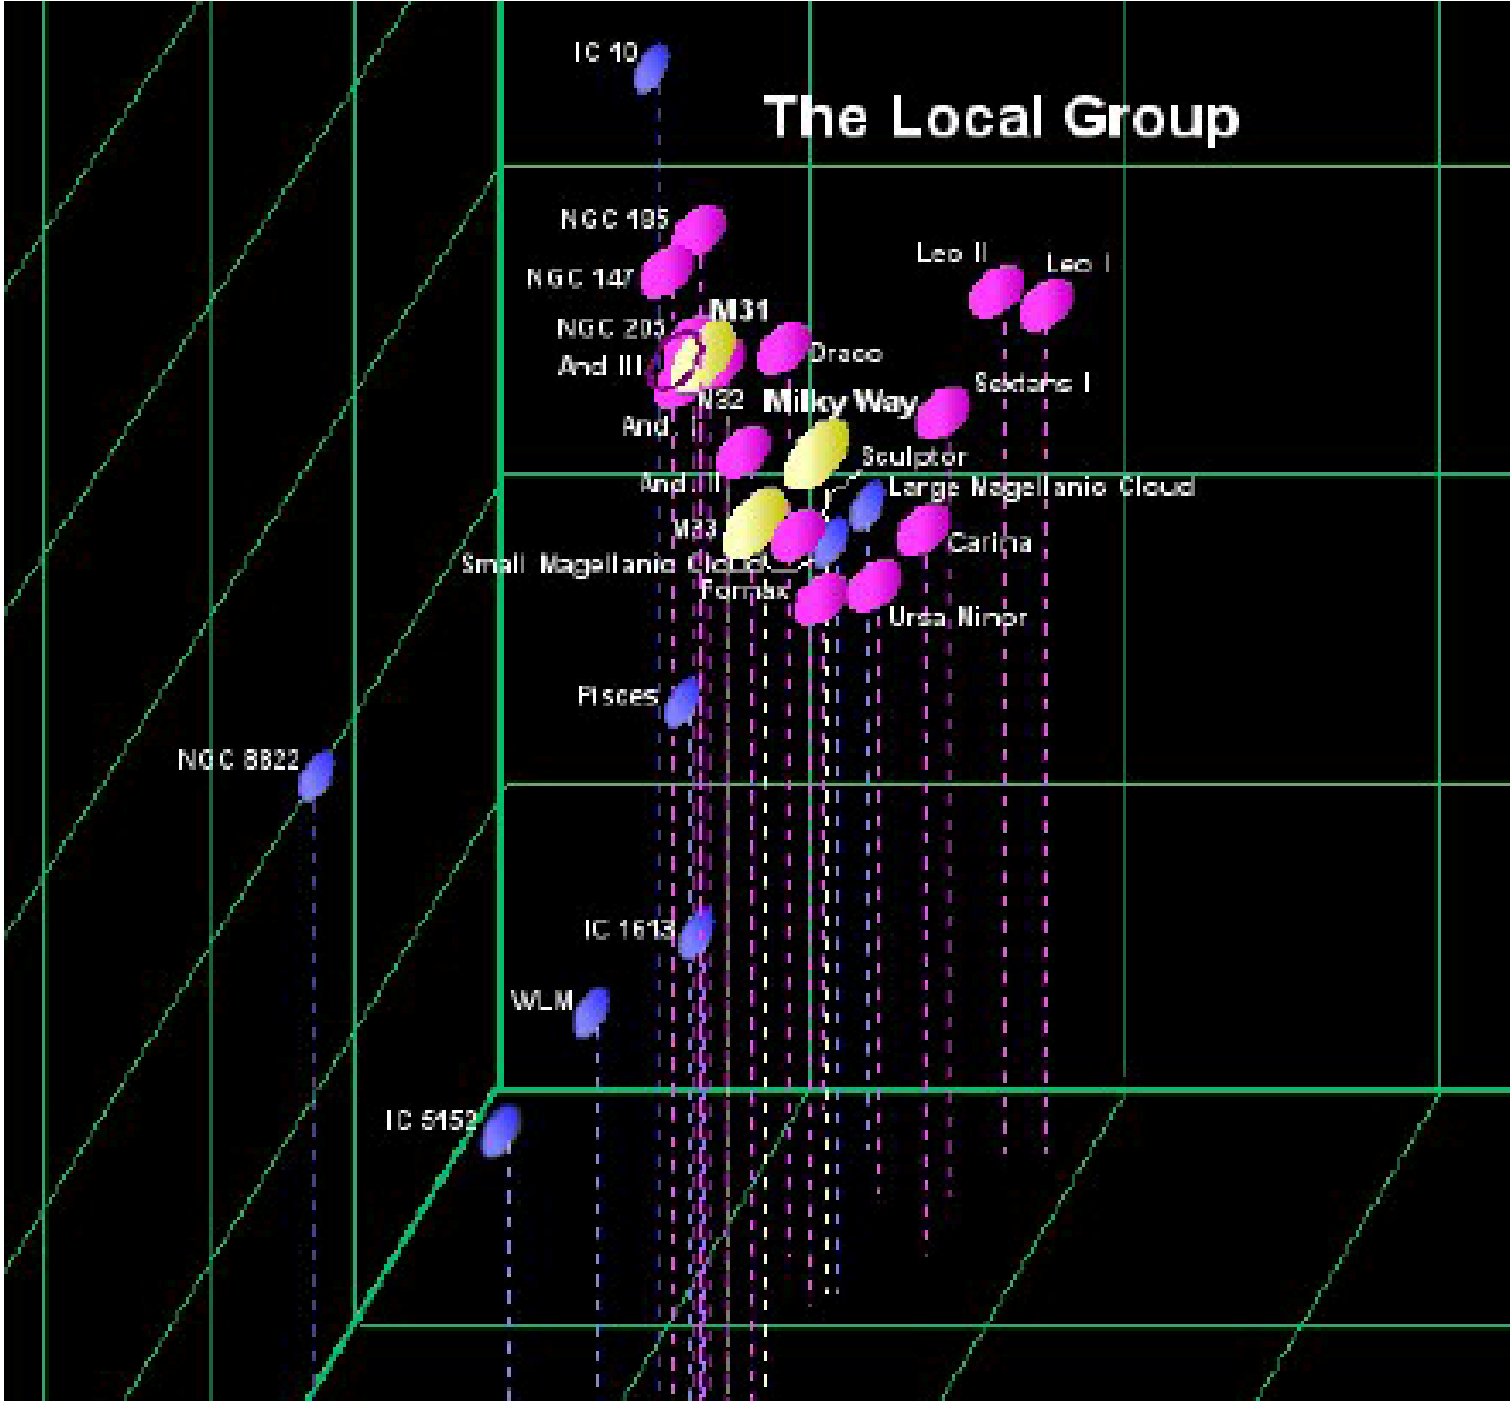 IC 10
The Local Group
NGC 185
Leo II
Leo I
NGC 147
M31
NGC 205
Draco
And III
Sextans I
M32
Milky Way
And I
Sculptor
And II
Large Magellanic Cloud
M33
Carina
Small Magellanic Cloud
Fornax
Ursa Minor
Pisces
NGC 6822
IC 1613
WLM
IC 5152